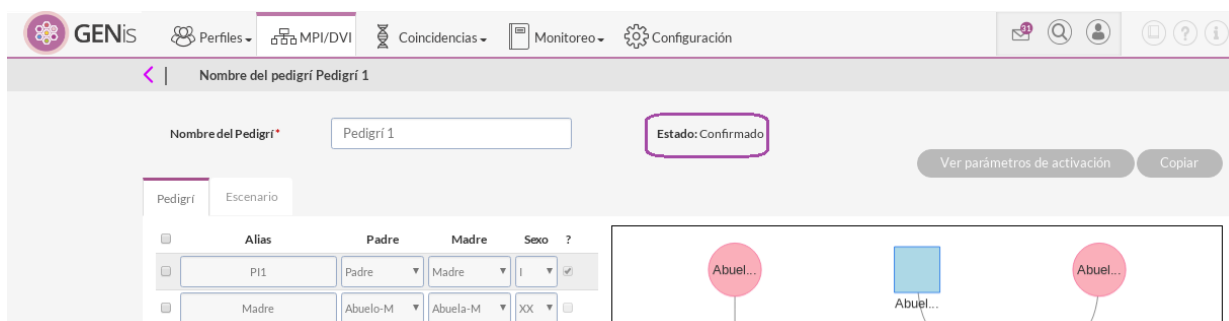 GENis Perfiles MPI/DVI Coincidencias Monitoreo Configuración 31
Nombre del pedigrí Pedigrí 1
Nombre del Pedigrí* Pedigrí 1 Estado: Confirmado
Ver parámetros de activación Copiar
Pedigrí Escenario
Alias Padre Madre Sexo ?
PI1 Padre Madre I
Abuel... Abuel...
Madre Abuelo-M Abuela-M XX
Abuel...